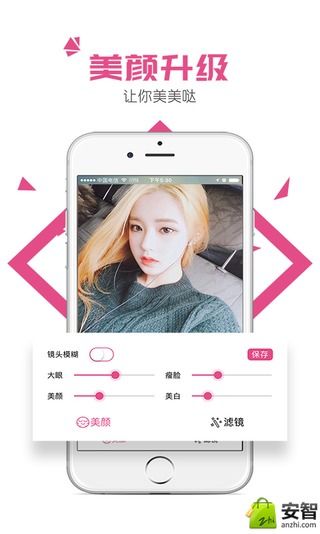 美颜升级
让你美美哒
中国电信
下午5:30
镜头模糊
保存
大眼
瘦脸
美颜
美白
美颜
滤镜
安智
zhi
anzhi.com